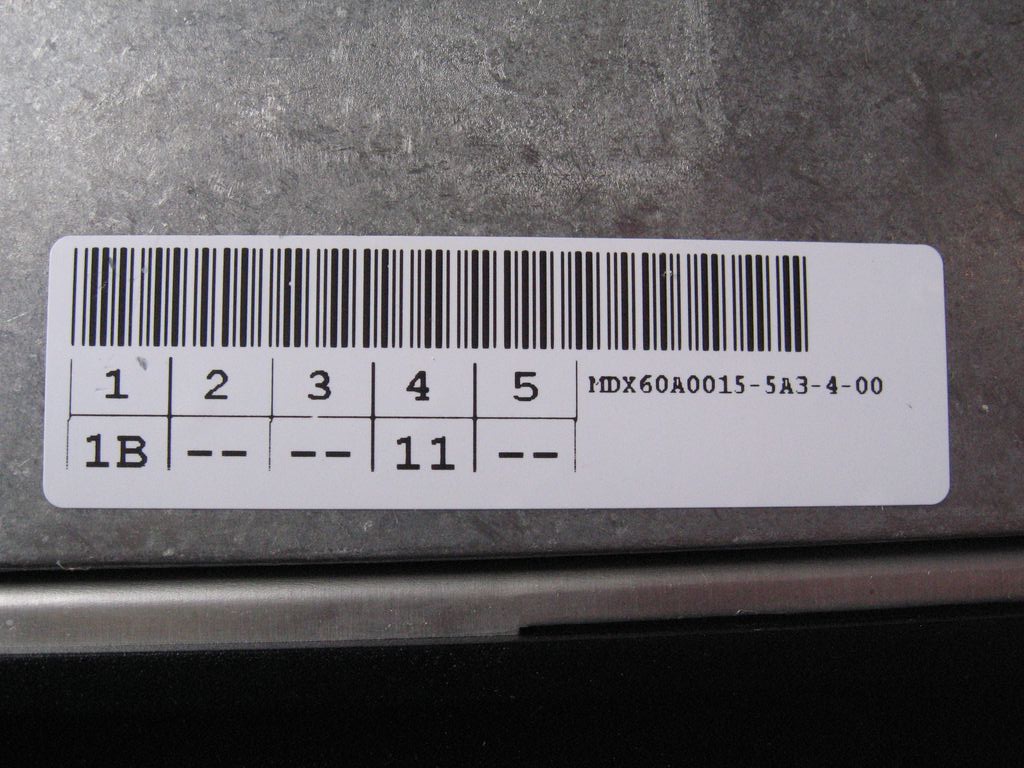 1 2 3 4 5 MDX60A0015-5A3-4-00
1B -- -- 11 --